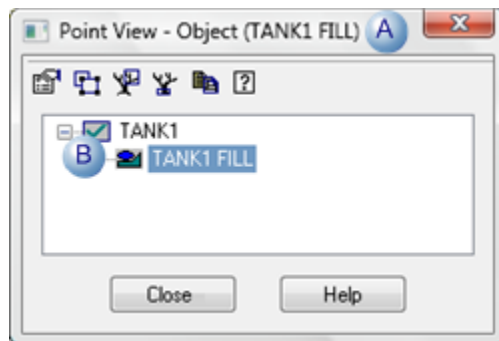 Point View - Object (TANK1 FILL) A
TANK1
B TANK1 FILL
Close Help